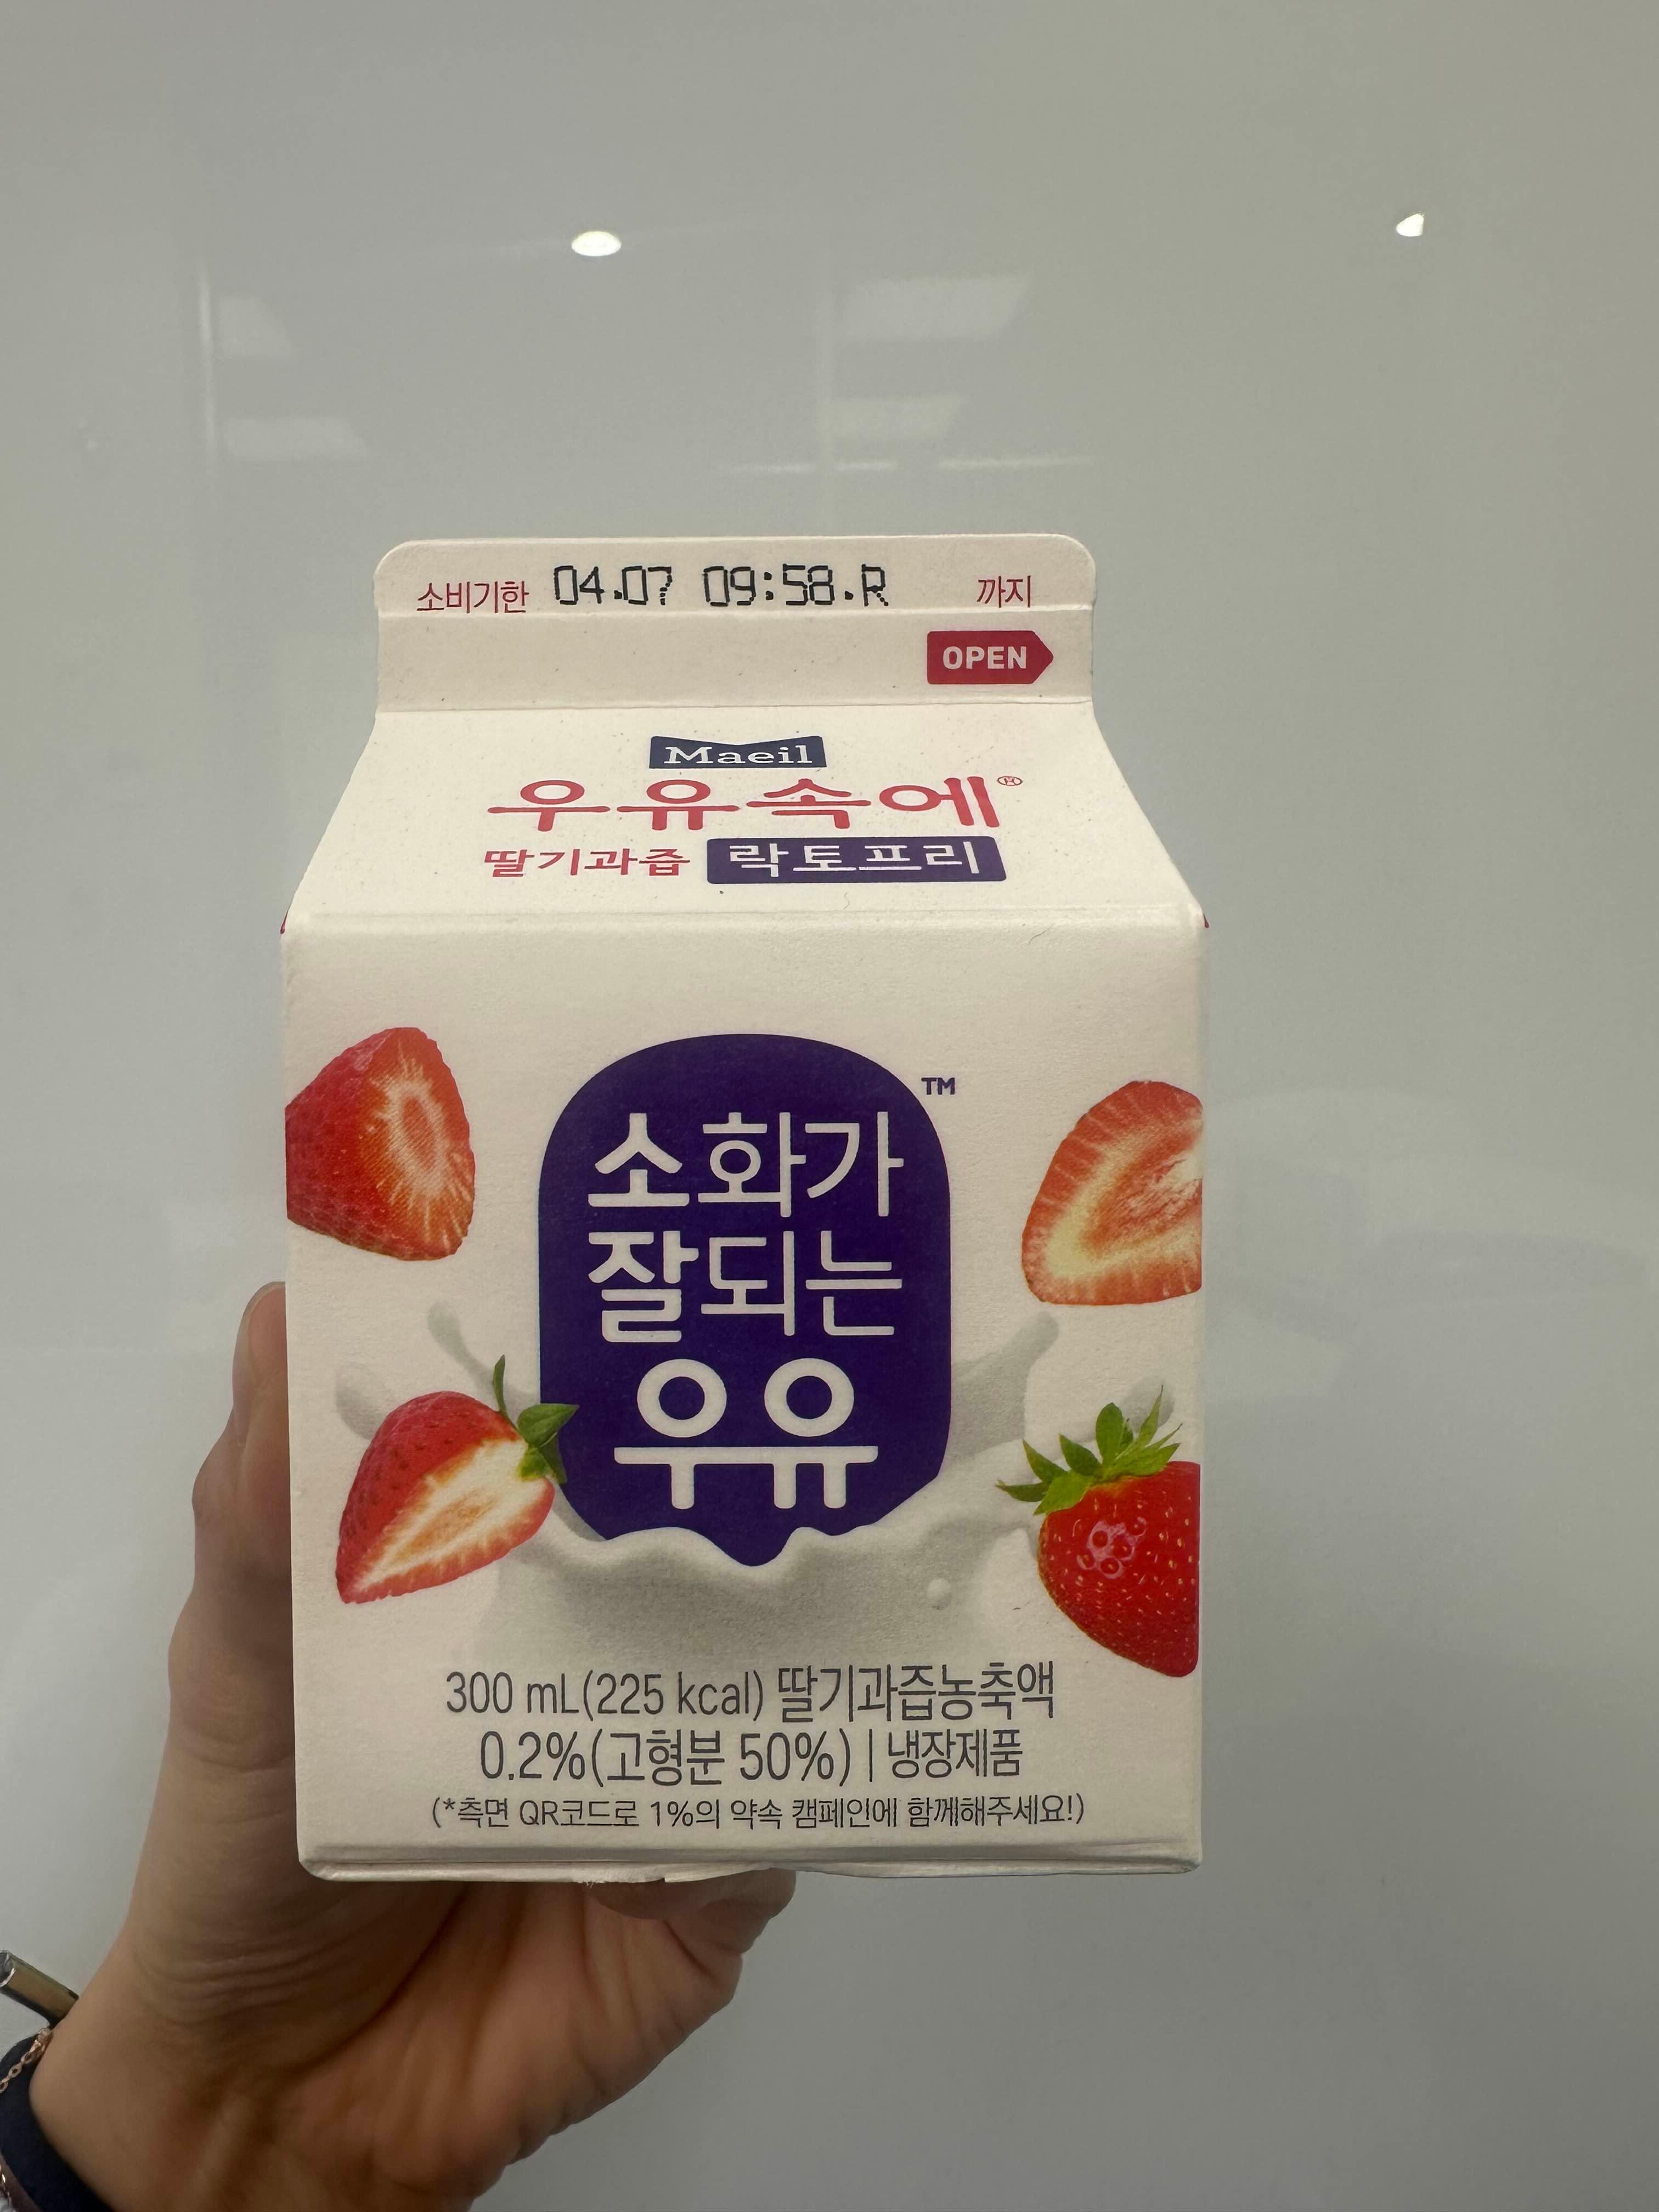 소비기한 04.07 09:58.R 까지
OPEN
Maeil
우유속에®
딸기과즙 락토프리
소화가 TM
잘되는
우유
300 mL(225 kcal) 딸기과즙농축액
0.2%(고형분 50%) | 냉장제품
(*측면 QR코드로 1%의 약속 캠페인에 함께해주세요!)